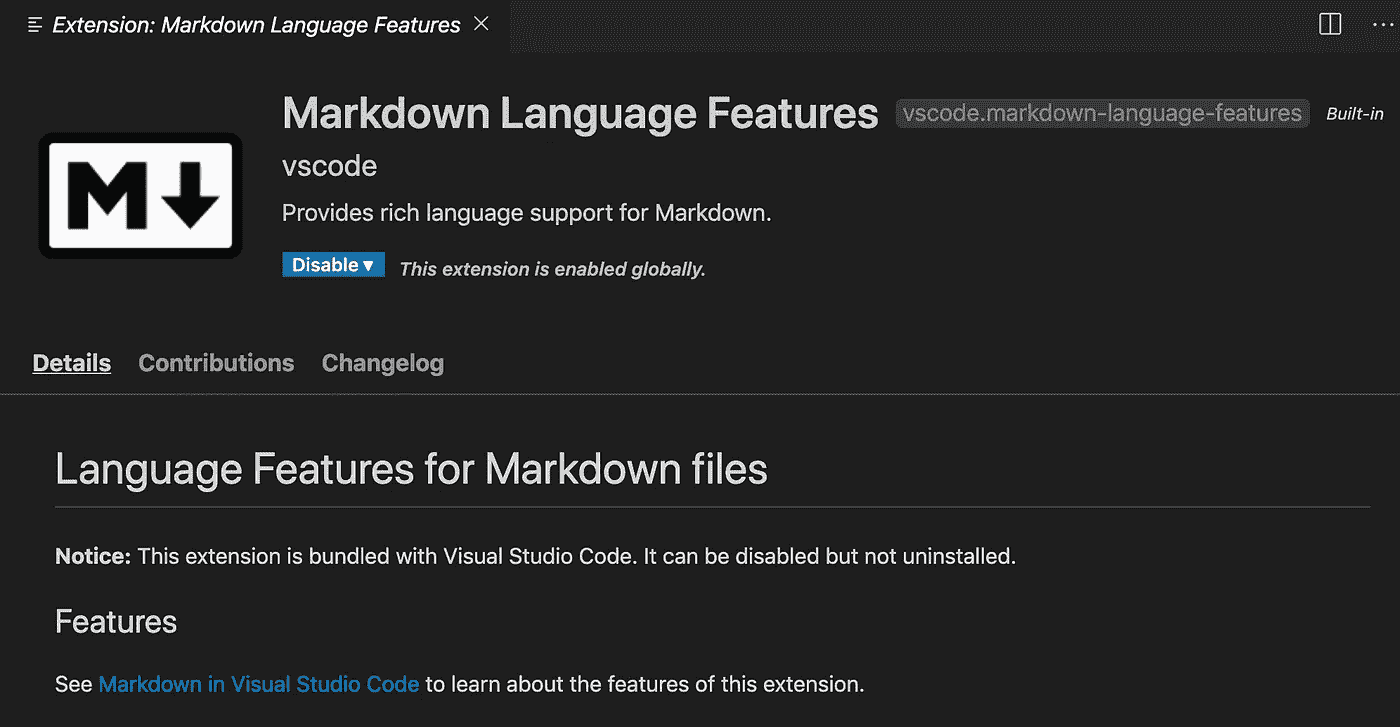 Extension: Markdown Language Features
Markdown Language Features vscode.markdown-language-features Built-in
M
vscode
Provides rich language support for Markdown.
Disable ▾ This extension is enabled globally.
Details Contributions Changelog
Language Features for Markdown files
Notice: This extension is bundled with Visual Studio Code. It can be disabled but not uninstalled.
Features
See Markdown in Visual Studio Code to learn about the features of this extension.